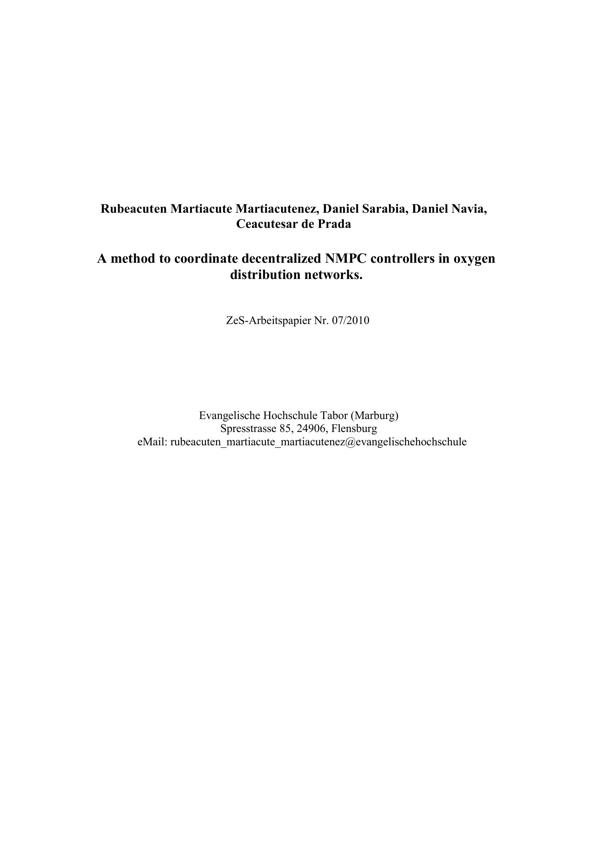 Rubeacuten Martiacute Martiacutenez, Daniel Sarabia, Daniel Navia,
Ceacutesar de Prada
A method to coordinate decentralized NMPC controllers in oxygen
distribution networks.
ZeS-Arbeitspapier Nr. 07/2010
Evangelische Hochschule Tabor (Marburg)
Spresstrasse 85, 24906, Flensburg
eMail: rubeacuten_martiacute_martiacutenez@evangelischehochschule